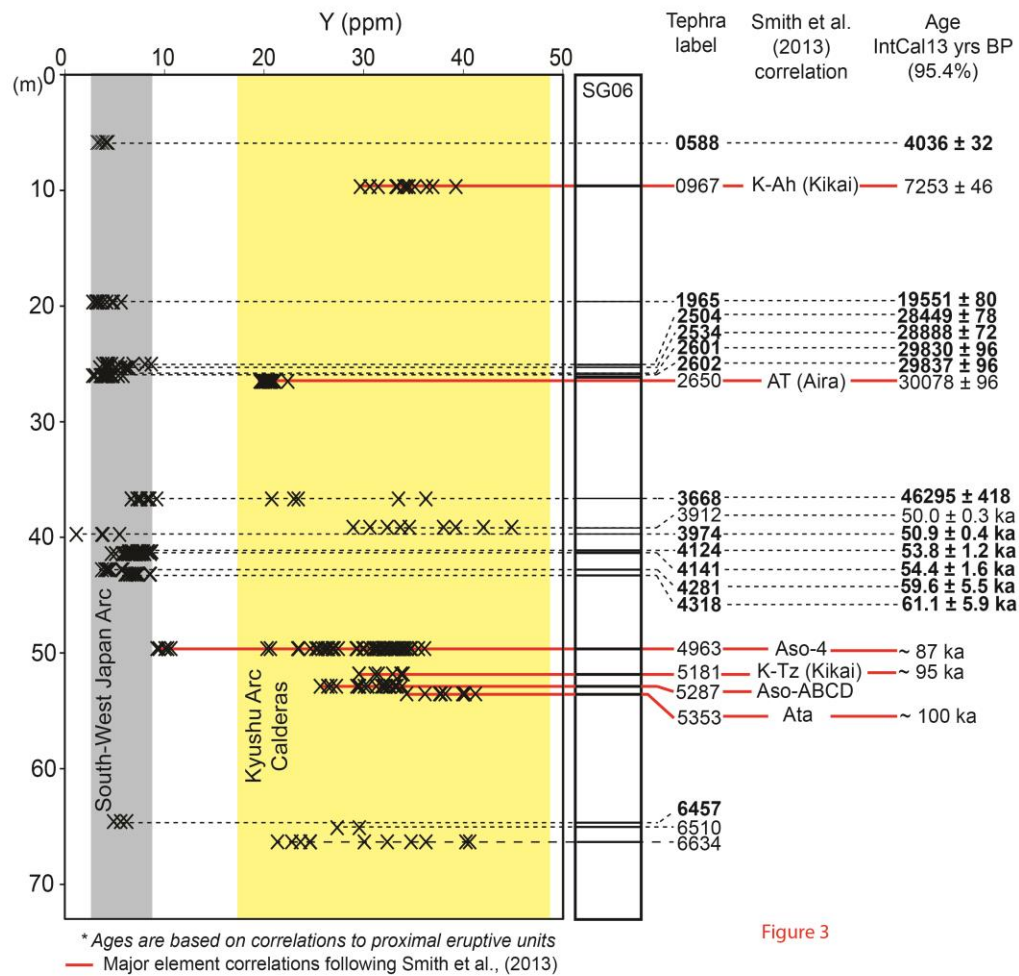 Y (ppm)
Tephra label
Smith et al. (2013) correlation
Age IntCal13 yrs BP (95.4%)
0 10 20 30 40 50
(m)
0
10
20
30
40
50
60
70
SG06
South-West Japan Arc
Kyushu Arc Calderas
0588 4036 ± 32
0967 K-Ah (Kikai) 7253 ± 46
1965 19551 ± 80
2504 28449 ± 78
2534 28888 ± 72
2601 29830 ± 96
2602 29837 ± 96
2650 AT (Aira) 30078 ± 96
3668 46295 ± 418
3912 50.0 ± 0.3 ka
3974 50.9 ± 0.4 ka
4124 53.8 ± 1.2 ka
4141 54.4 ± 1.6 ka
4281 59.6 ± 5.5 ka
4318 61.1 ± 5.9 ka
4963 Aso-4 ~ 87 ka
5181 K-Tz (Kikai) ~ 95 ka
5287 Aso-ABCD
5353 Ata ~ 100 ka
6457
6510
6634
* Ages are based on correlations to proximal eruptive units
Major element correlations following Smith et al., (2013)
Figure 3